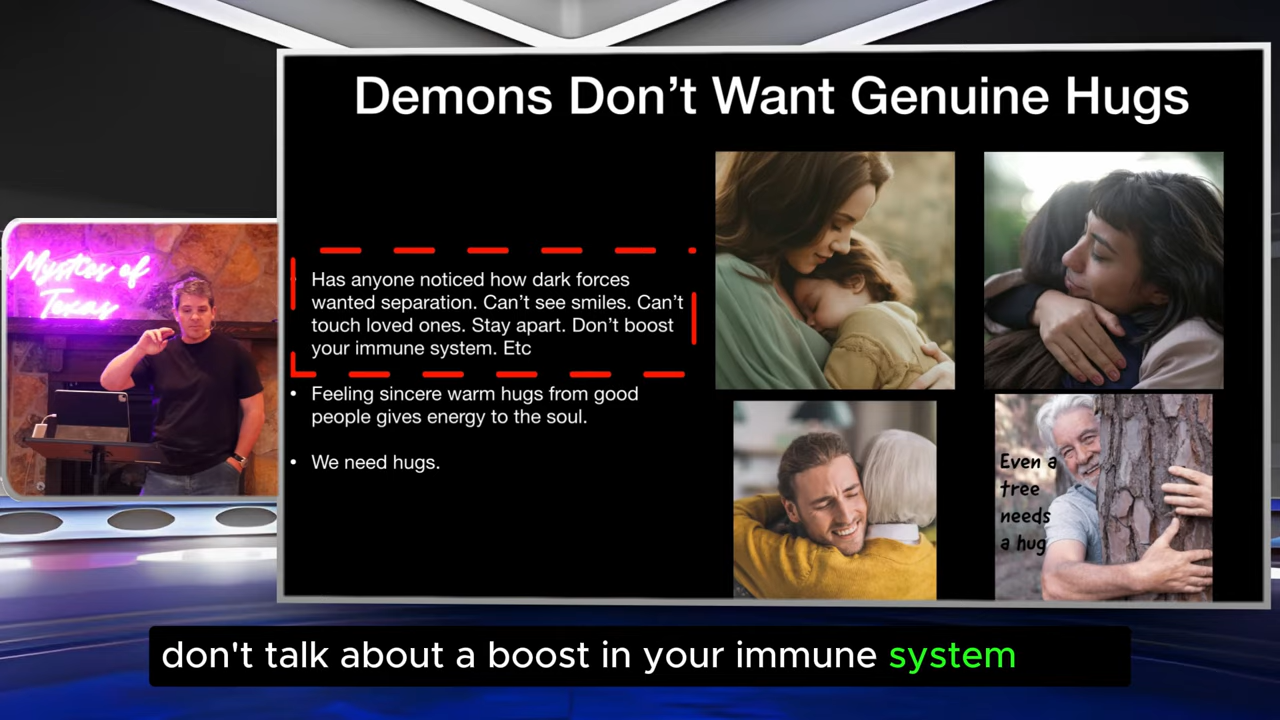 Demons Don't Want Genuine Hugs
Mystics of
Texas
Has anyone noticed how dark forces
wanted separation. Can't see smiles. Can't
touch loved ones. Stay apart. Don't boost
your immune system. Etc
• Feeling sincere warm hugs from good
people gives energy to the soul.
• We need hugs.
Even a
tree
needs
a hug
don't talk about a boost in your immune system